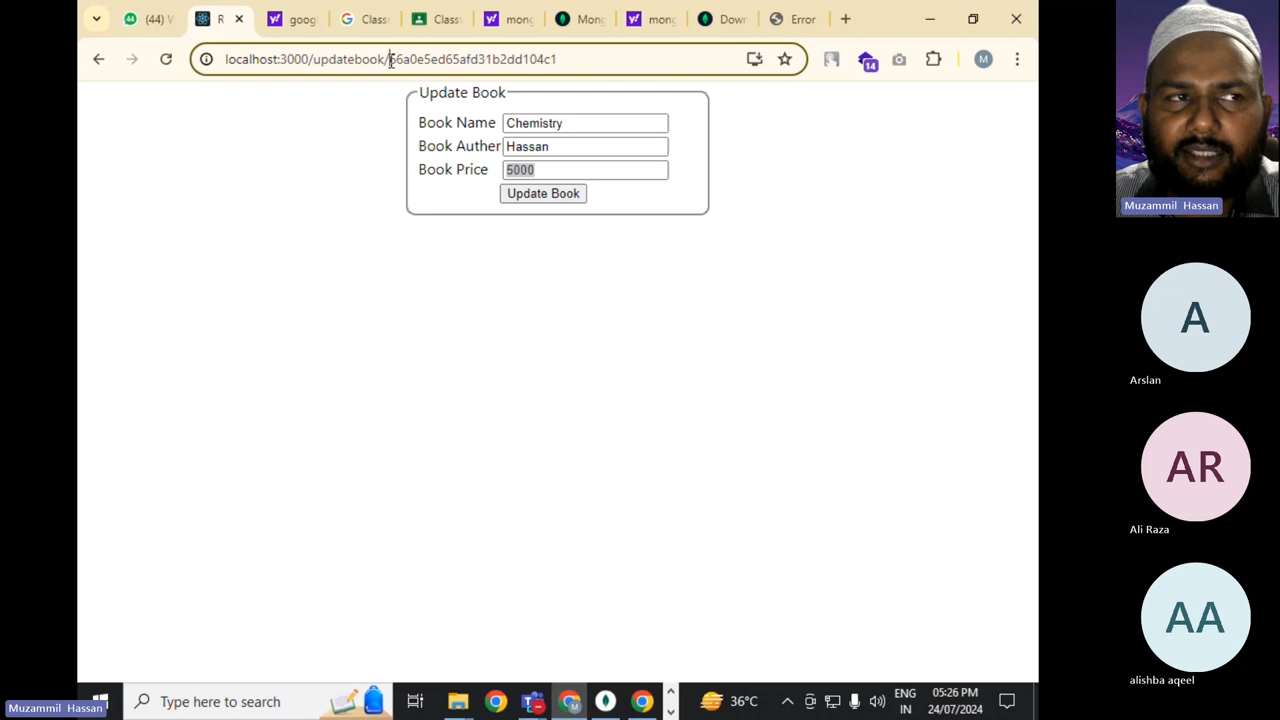 (44) W
R
goog
Class
Class
mong
Mong
mong
Down
Error
localhost:3000/updatebook/66a0e5ed65afd31b2dd104c1
14
M
Update Book
Book Name Chemistry
Book Auther Hassan
Book Price 5000
Update Book
Muzammil Hassan
A
Arslan
AR
Ali Raza
AA
alishba aqeel
Muzammil Hassan
Type here to search
36°C
ENG
IN
05:26 PM
24/07/2024